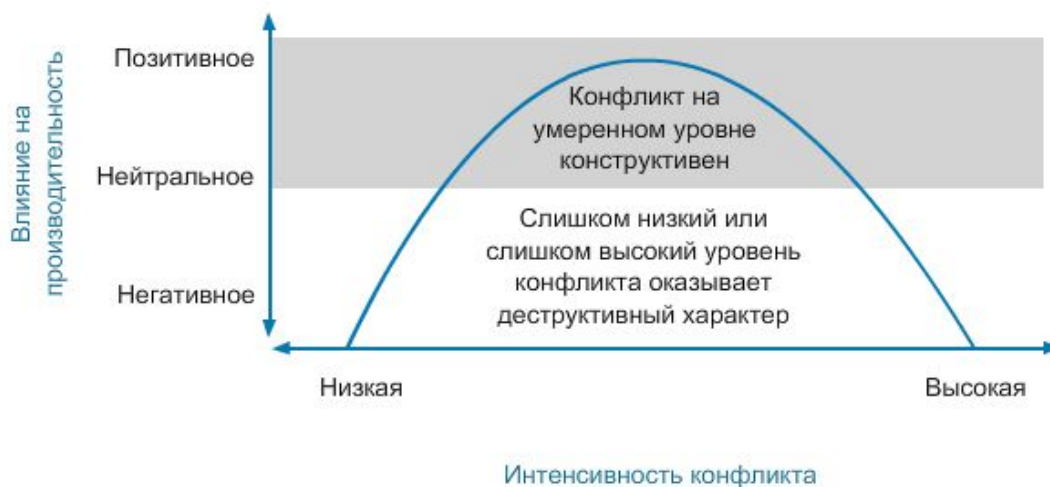 Влияние на
производительность
Позитивное
Нейтральное
Негативное
Конфликт на
умеренном уровне
конструктивен
Слишком низкий или
слишком высокий уровень
конфликта оказывает
деструктивный характер
Низкая
Высокая
Интенсивность конфликта